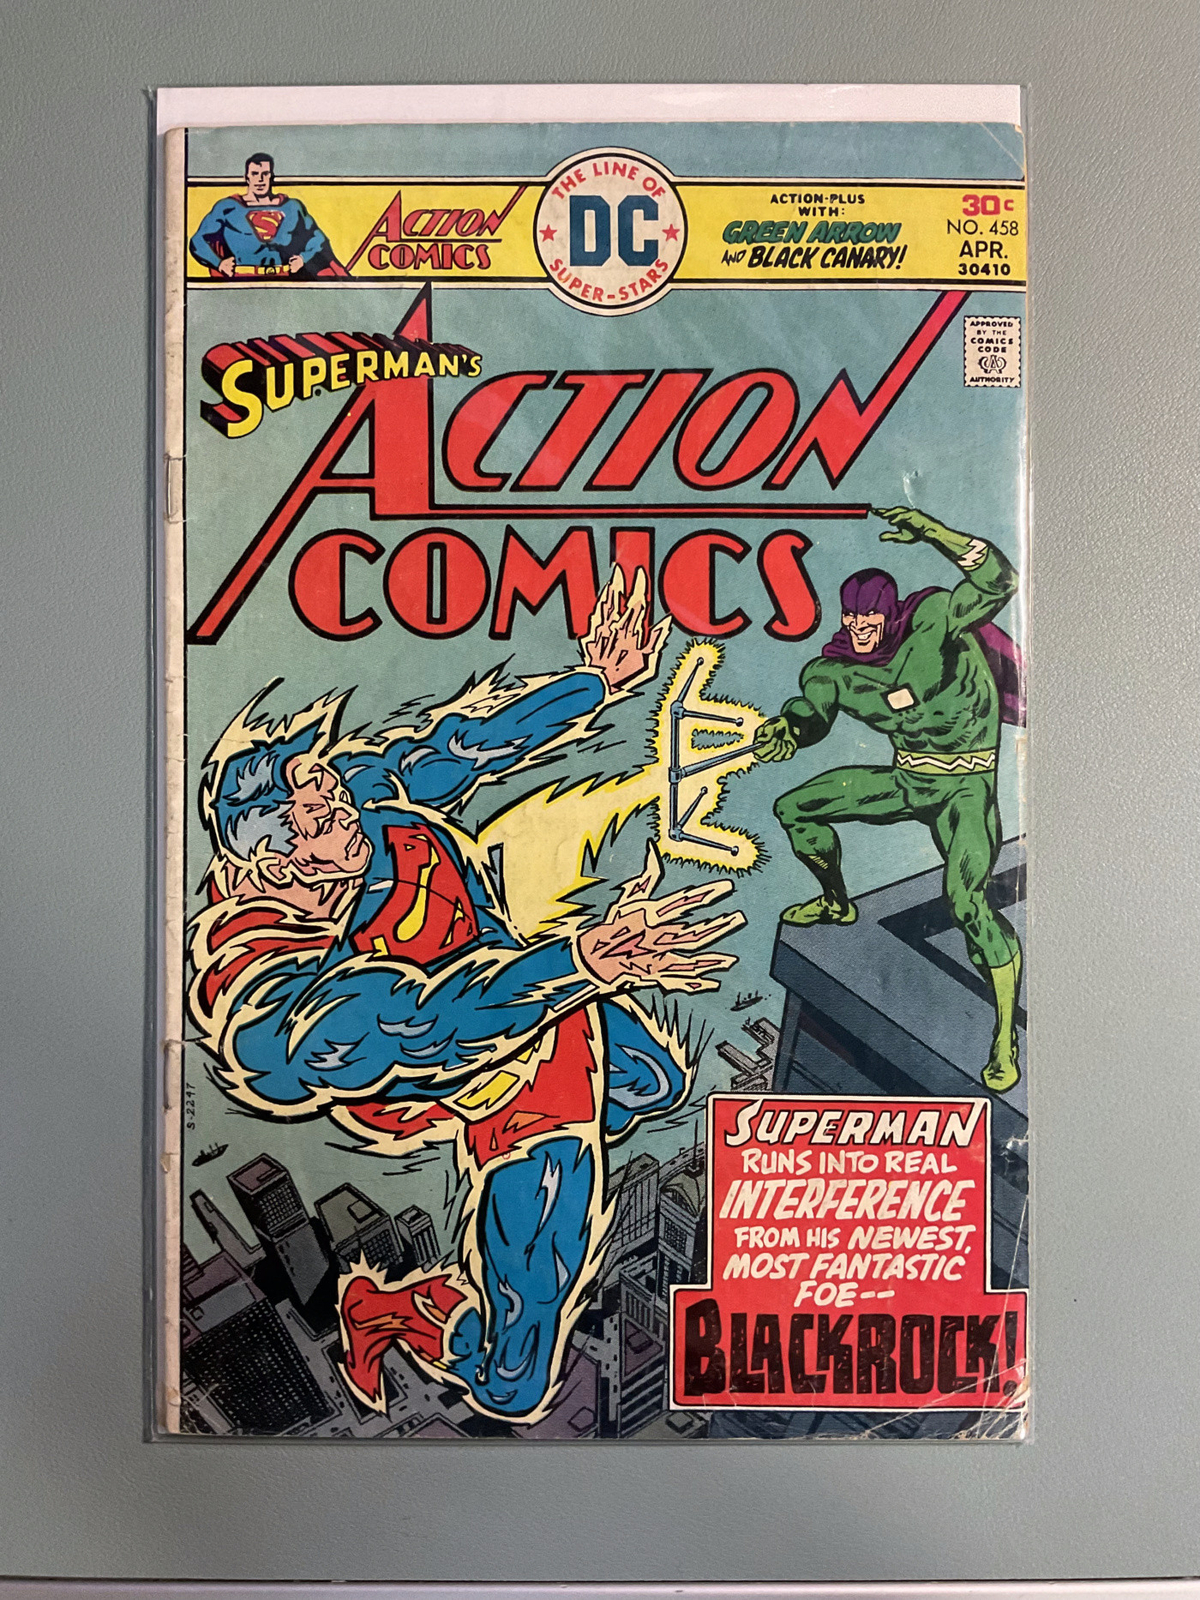 ACTION
COMICS
THE LINE OF
DC
SUPER-STARS
ACTION-PLUS
WITH:
GREEN ARROW
AND BLACK CANARY!
30¢
NO. 458
APR.
30410
APPROVED
BY THE
COMICS
CODE
CA
AUTHORITY
SUPERMAN'S
ACTION
COMICS
S-2247
SUPERMAN
RUNS INTO REAL
INTERFERENCE
FROM HIS NEWEST,
MOST FANTASTIC
FOE--
BLACKROCK!